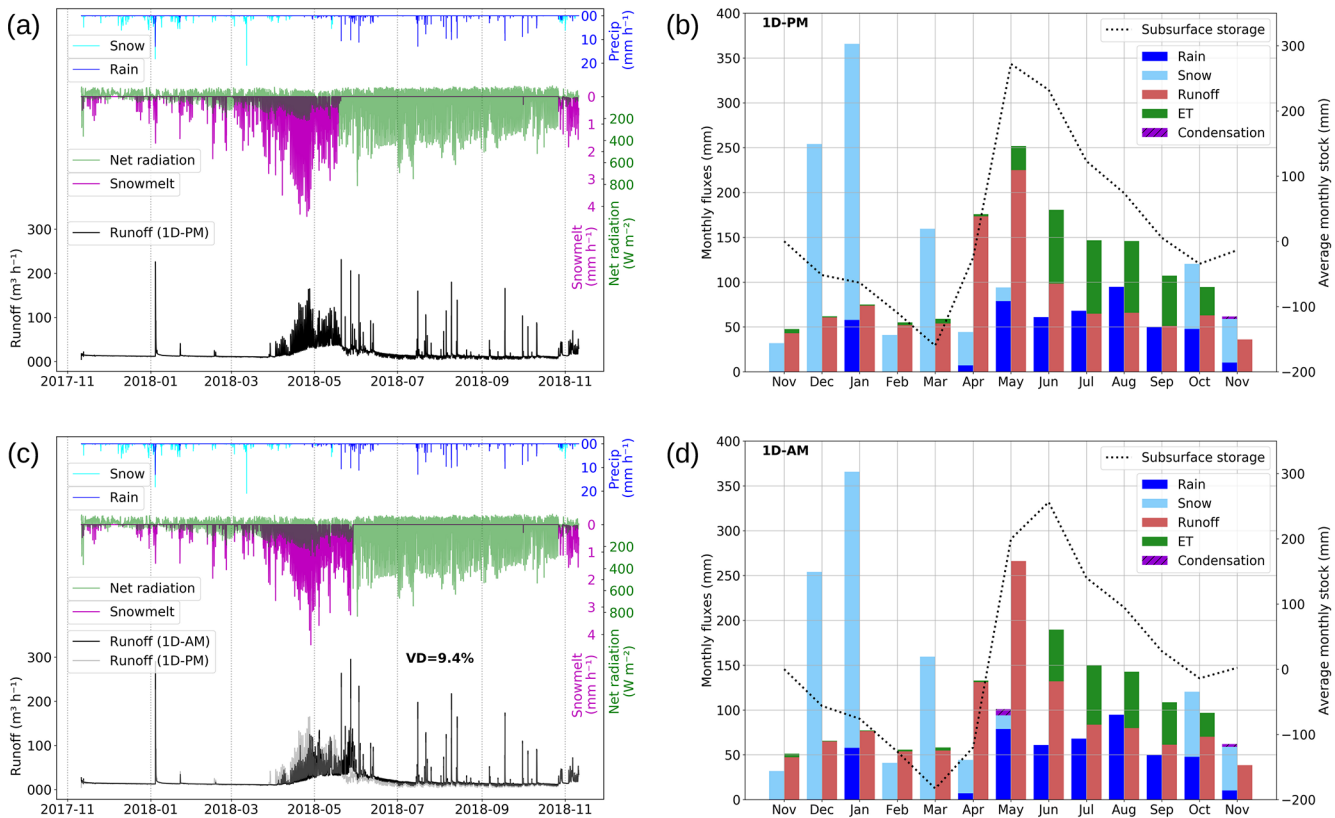 (a)
Snow
Rain
00
10
20
Precip
(mm h⁻¹)
Net radiation
Snowmelt
0
1
2
3
4
200
400
600
800
Snowmelt
(mm h⁻¹)
Net radiation
(W m⁻²)
Runoff (1D-PM)
Runoff (m³ h⁻¹)
300
200
100
000
2017-11 2018-01 2018-03 2018-05 2018-07 2018-09 2018-11
(b)
1D-PM
Subsurface storage
Rain
Snow
Runoff
ET
Condensation
Monthly fluxes (mm)
400
350
300
250
200
150
100
50
0
Average monthly stock (mm)
300
200
100
0
−100
−200
Nov Dec Jan Feb Mar Apr May Jun Jul Aug Sep Oct Nov
(c)
Snow
Rain
00
10
20
Precip
(mm h⁻¹)
Net radiation
Snowmelt
0
1
2
3
4
200
400
600
800
Snowmelt
(mm h⁻¹)
Net radiation
(W m⁻²)
Runoff (1D-AM)
Runoff (1D-PM)
VD=9.4%
Runoff (m³ h⁻¹)
300
200
100
000
2017-11 2018-01 2018-03 2018-05 2018-07 2018-09 2018-11
(d)
1D-AM
Subsurface storage
Rain
Snow
Runoff
ET
Condensation
Monthly fluxes (mm)
400
350
300
250
200
150
100
50
0
Average monthly stock (mm)
300
200
100
0
−100
−200
Nov Dec Jan Feb Mar Apr May Jun Jul Aug Sep Oct Nov